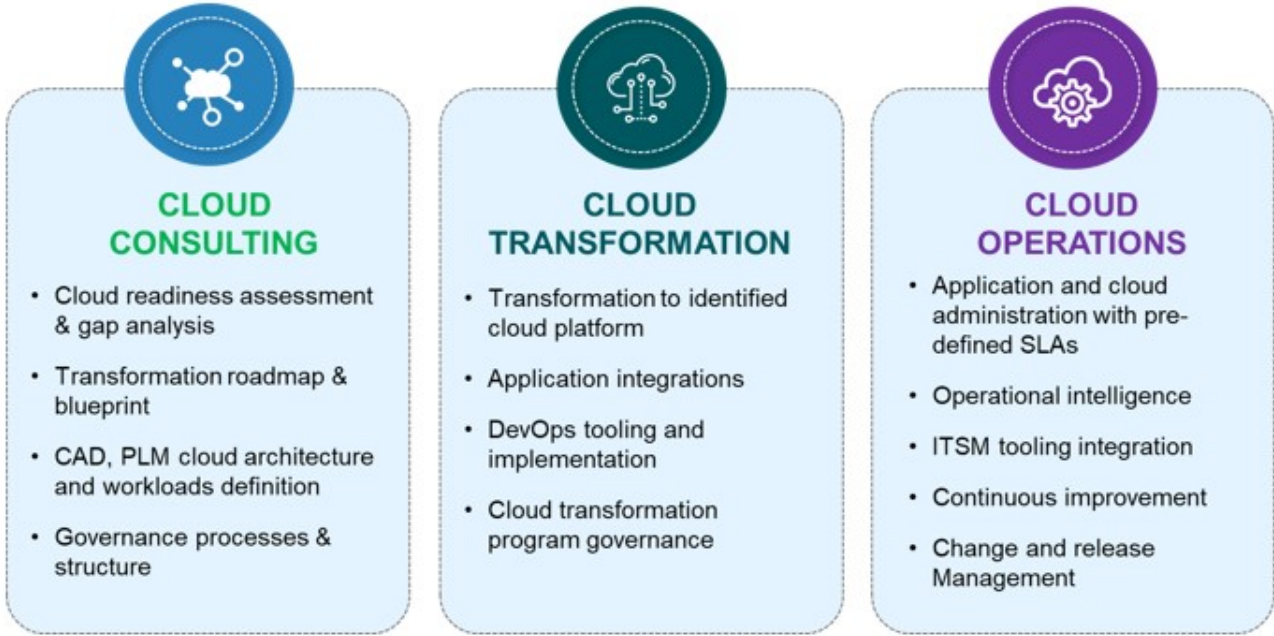 CLOUD
CONSULTING
• Cloud readiness assessment
& gap analysis
• Transformation roadmap &
blueprint
• CAD, PLM cloud architecture
and workloads definition
• Governance processes &
structure
CLOUD
TRANSFORMATION
• Transformation to identified
cloud platform
• Application integrations
• DevOps tooling and
implementation
• Cloud transformation
program governance
CLOUD
OPERATIONS
• Application and cloud
administration with pre-
defined SLAs
• Operational intelligence
• ITSM tooling integration
• Continuous improvement
• Change and release
Management